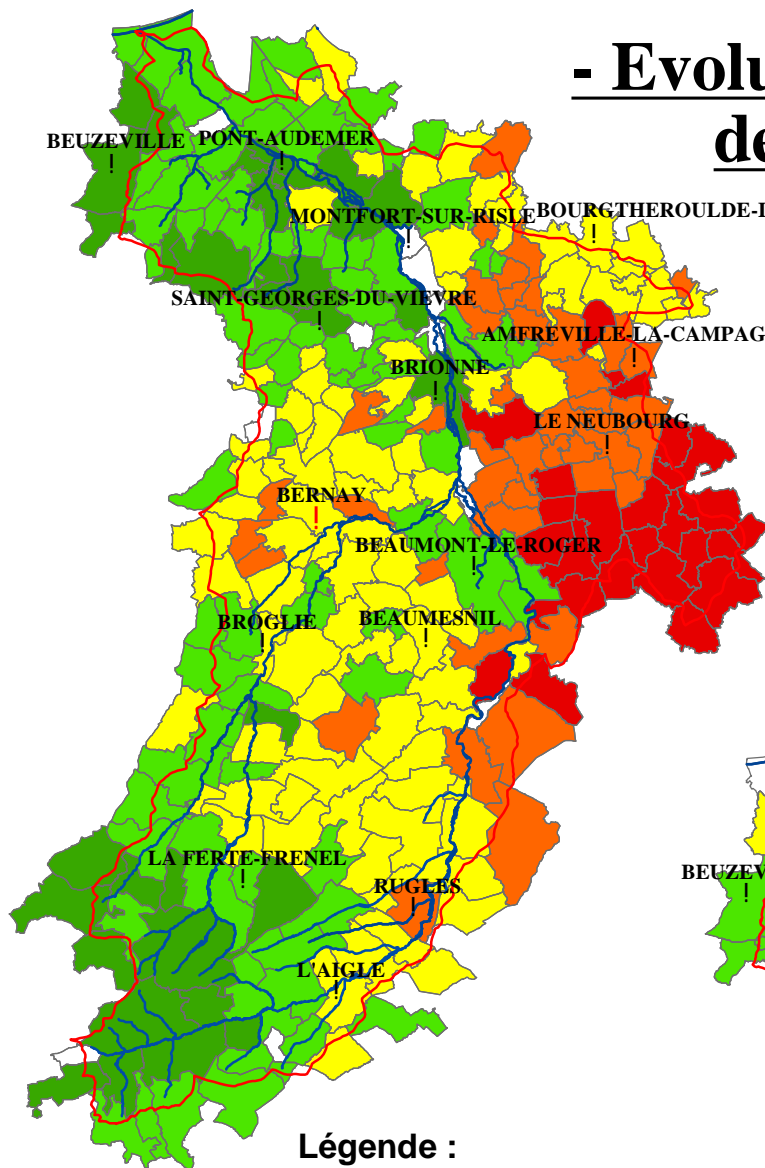 - Evolu
de
BEUZEVILLE
PONT-AUDEMER
MONTFORT-SUR-RISLE
BOURGTHEROULDE-I
SAINT-GEORGES-DU-VIEVRE
AMFREVILLE-LA-CAMPAG
BRIONNE
LE NEUBOURG
BERNAY
BEAUMONT-LE-ROGER
BROGLIE
BEAUMESNIL
LA FERTE-FRENEL
RUGLES
BEUZEV
L'AIGLE
Légende :